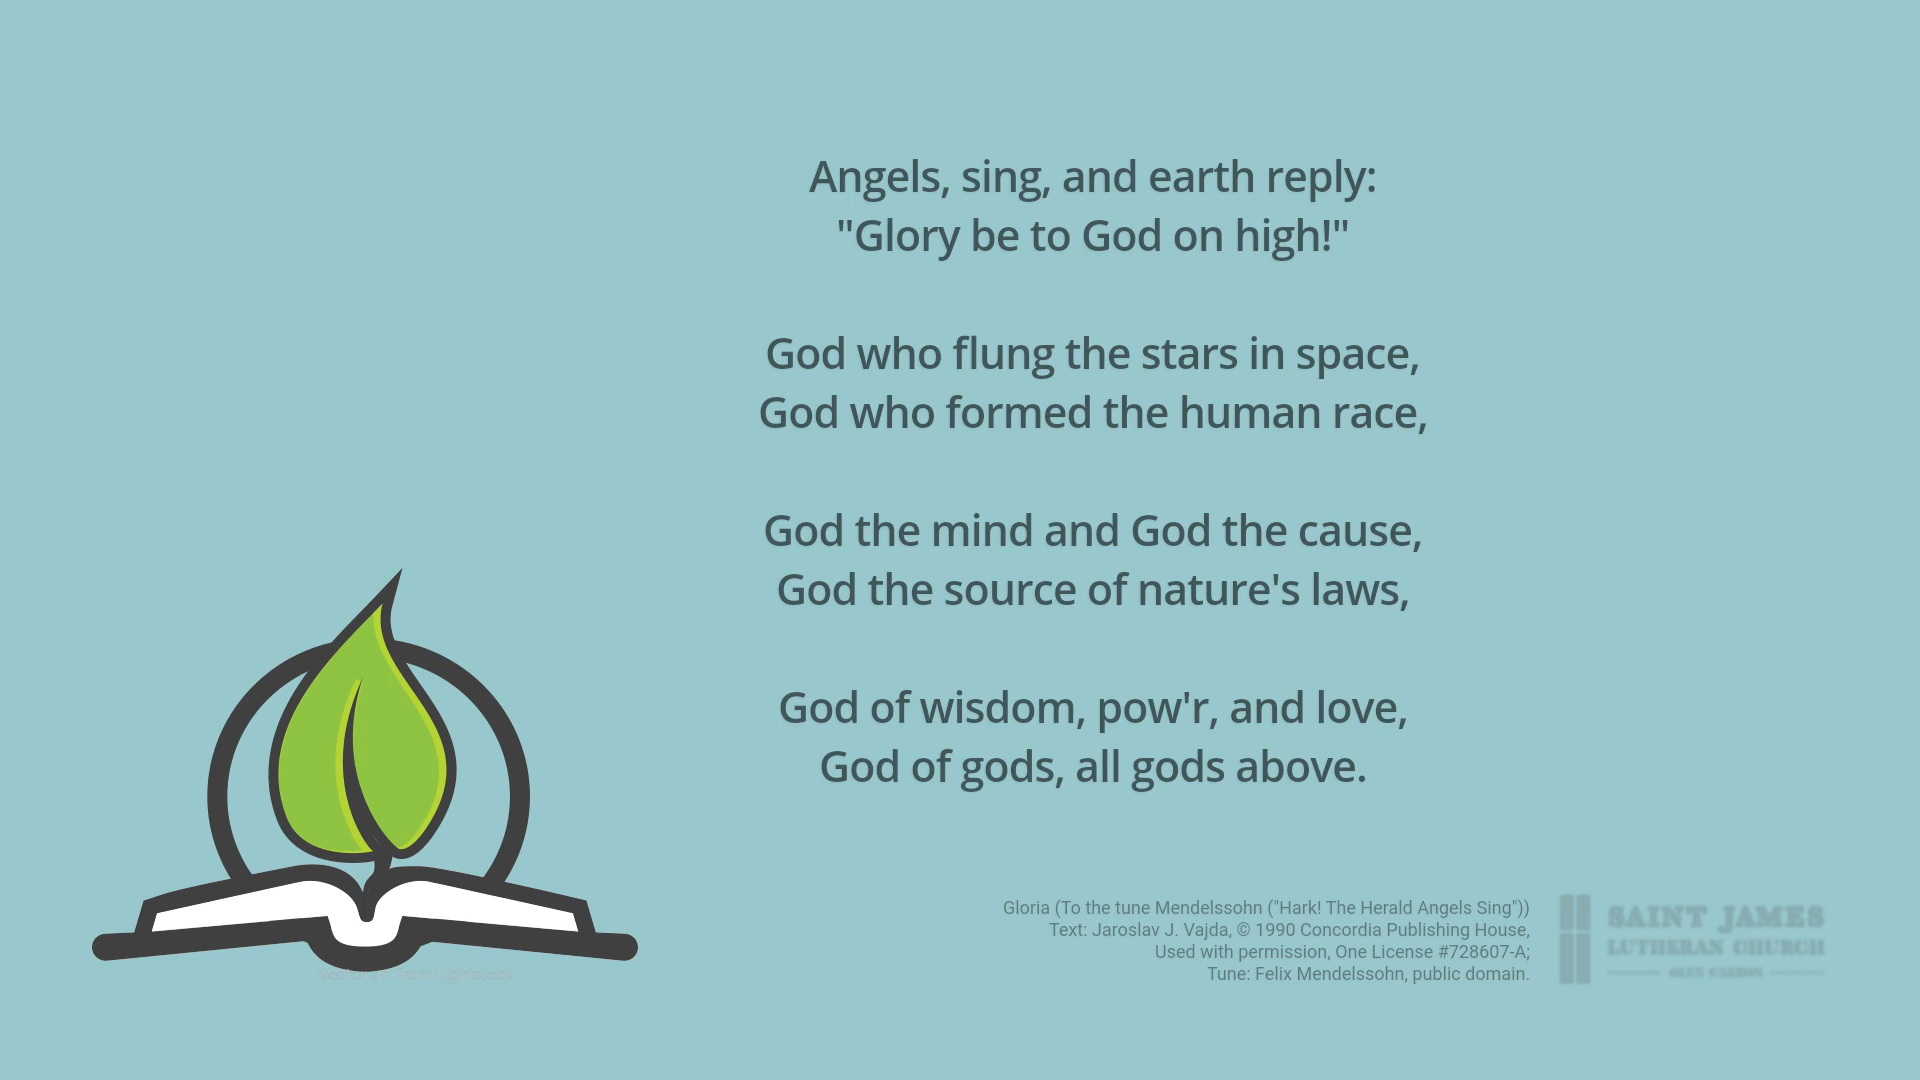 Angels, sing, and earth reply:
"Glory be to God on high!"
God who flung the stars in space,
God who formed the human race,
God the mind and God the cause,
God the source of nature's laws,
God of wisdom, pow'r, and love,
God of gods, all gods above.
Gloria (To the tune Mendelssohn ("Hark! The Herald Angels Sing"))
Text: Jaroslav J. Vajda, © 1990 Concordia Publishing House,
Used with permission, One License #728607-A;
Tune: Felix Mendelssohn, public domain.
SAINT JAMES
LUTHERAN CHURCH
GLEN CARBON